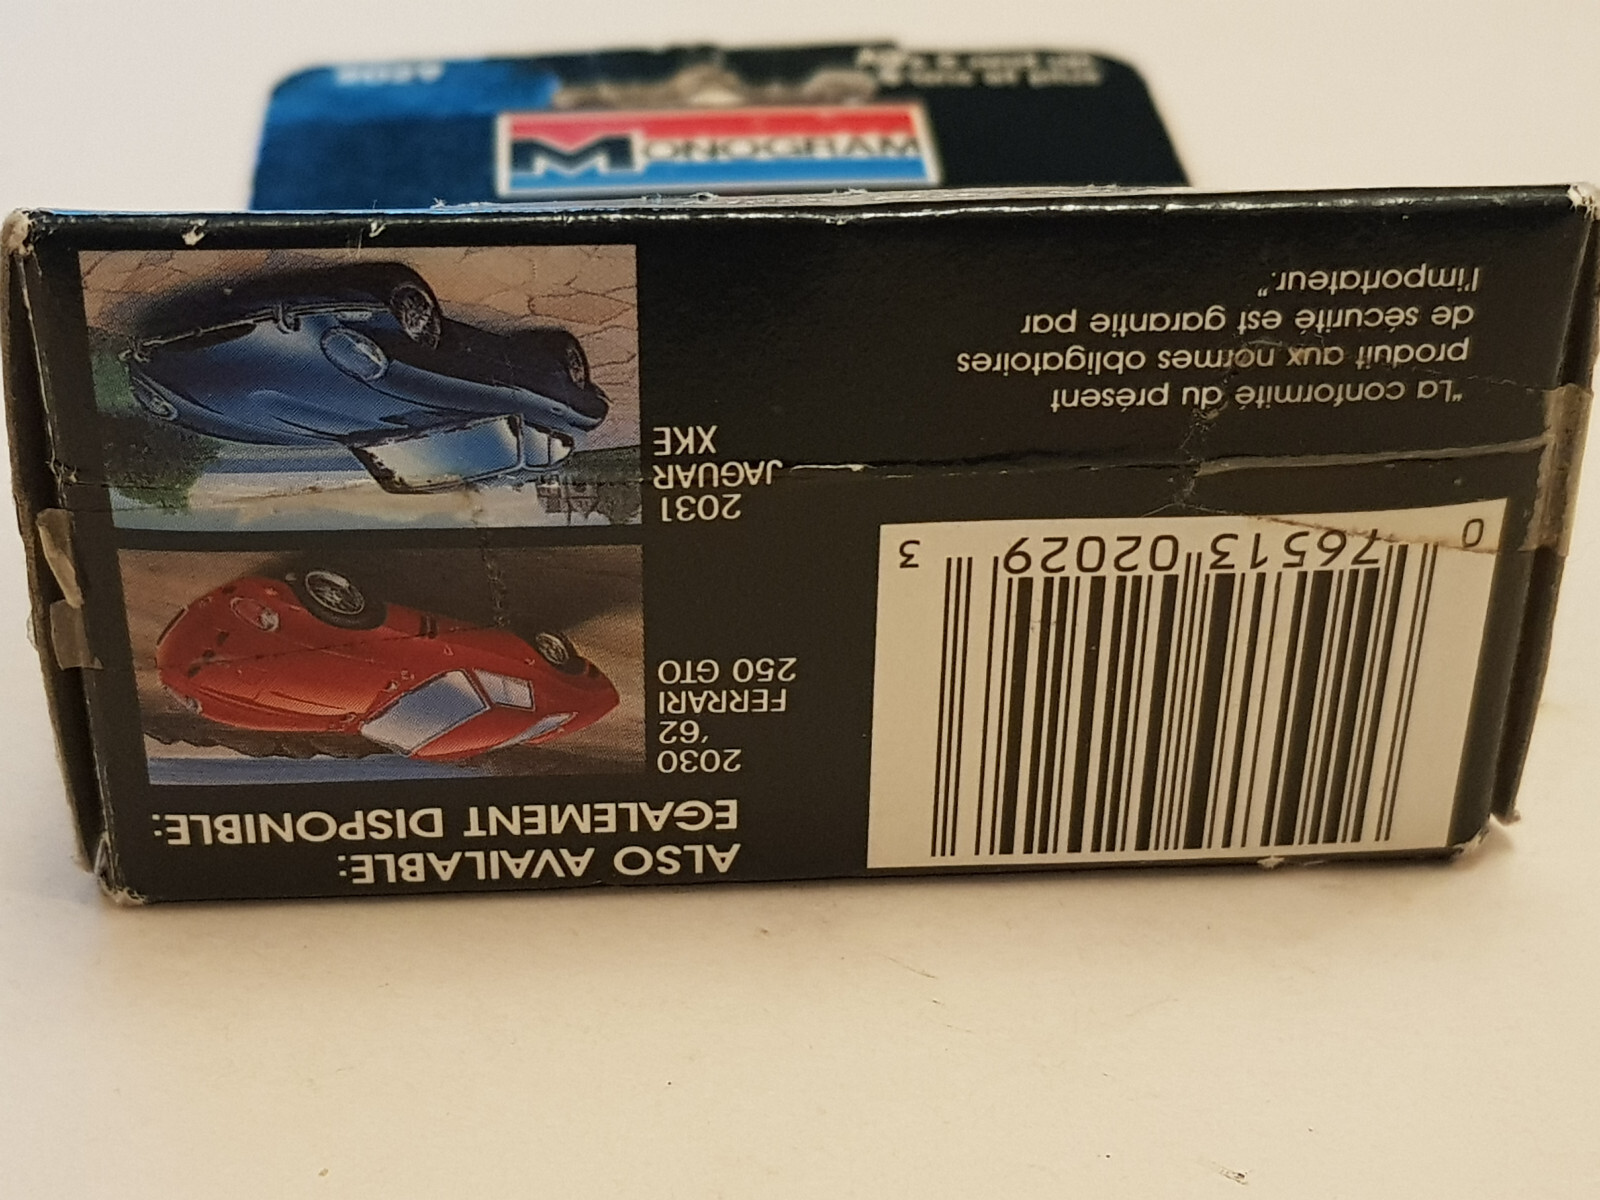 MONOGRAM
ALSO AVAILABLE:
EGALEMENT DISPONIBLE:
2030
'62
FERRARI
250 GTO
2031
JAGUAR
XKE
0 76513 02029 3
"La conformité du présent
produit aux normes obligatoires
de sécurité est garantie par
l'importateur."